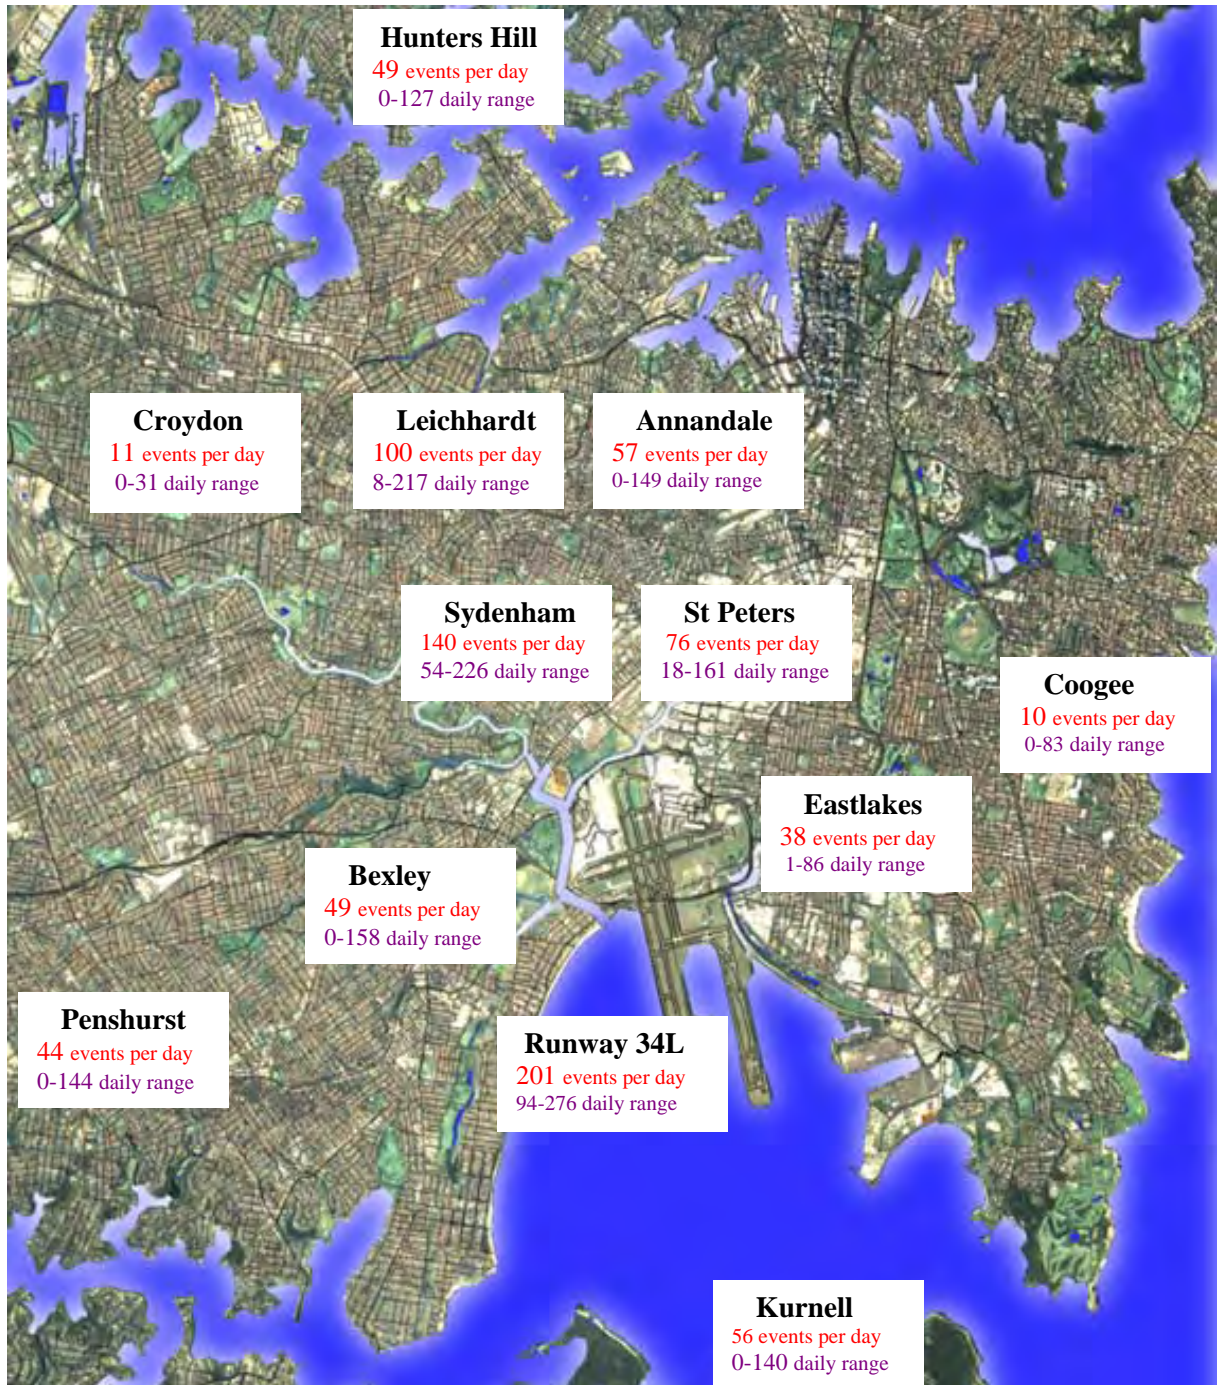 Hunters Hill
49 events per day
0-127 daily range
Croydon
11 events per day
0-31 daily range
Leichhardt
100 events per day
8-217 daily range
Annandale
57 events per day
0-149 daily range
Sydenham
140 events per day
54-226 daily range
St Peters
76 events per day
18-161 daily range
Coogee
10 events per day
0-83 daily range
Eastlakes
38 events per day
1-86 daily range
Bexley
49 events per day
0-158 daily range
Penshurst
44 events per day
0-144 daily range
Runway 34L
201 events per day
94-276 daily range
Kurnell
56 events per day
0-140 daily range